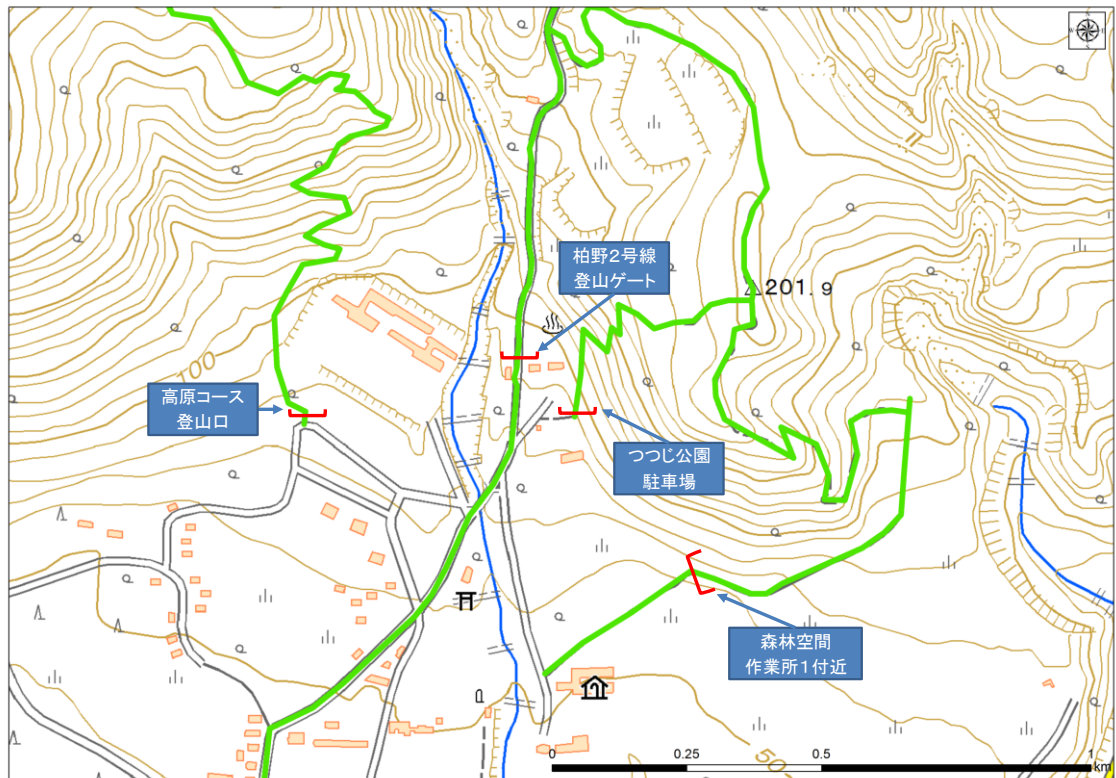 201.9
柏野2号線
登山ゲート
100
高原コース
登山口
つつじ公園
駐車場
森林空間
作業所1付近
50
0
0.25
0.5
1
km